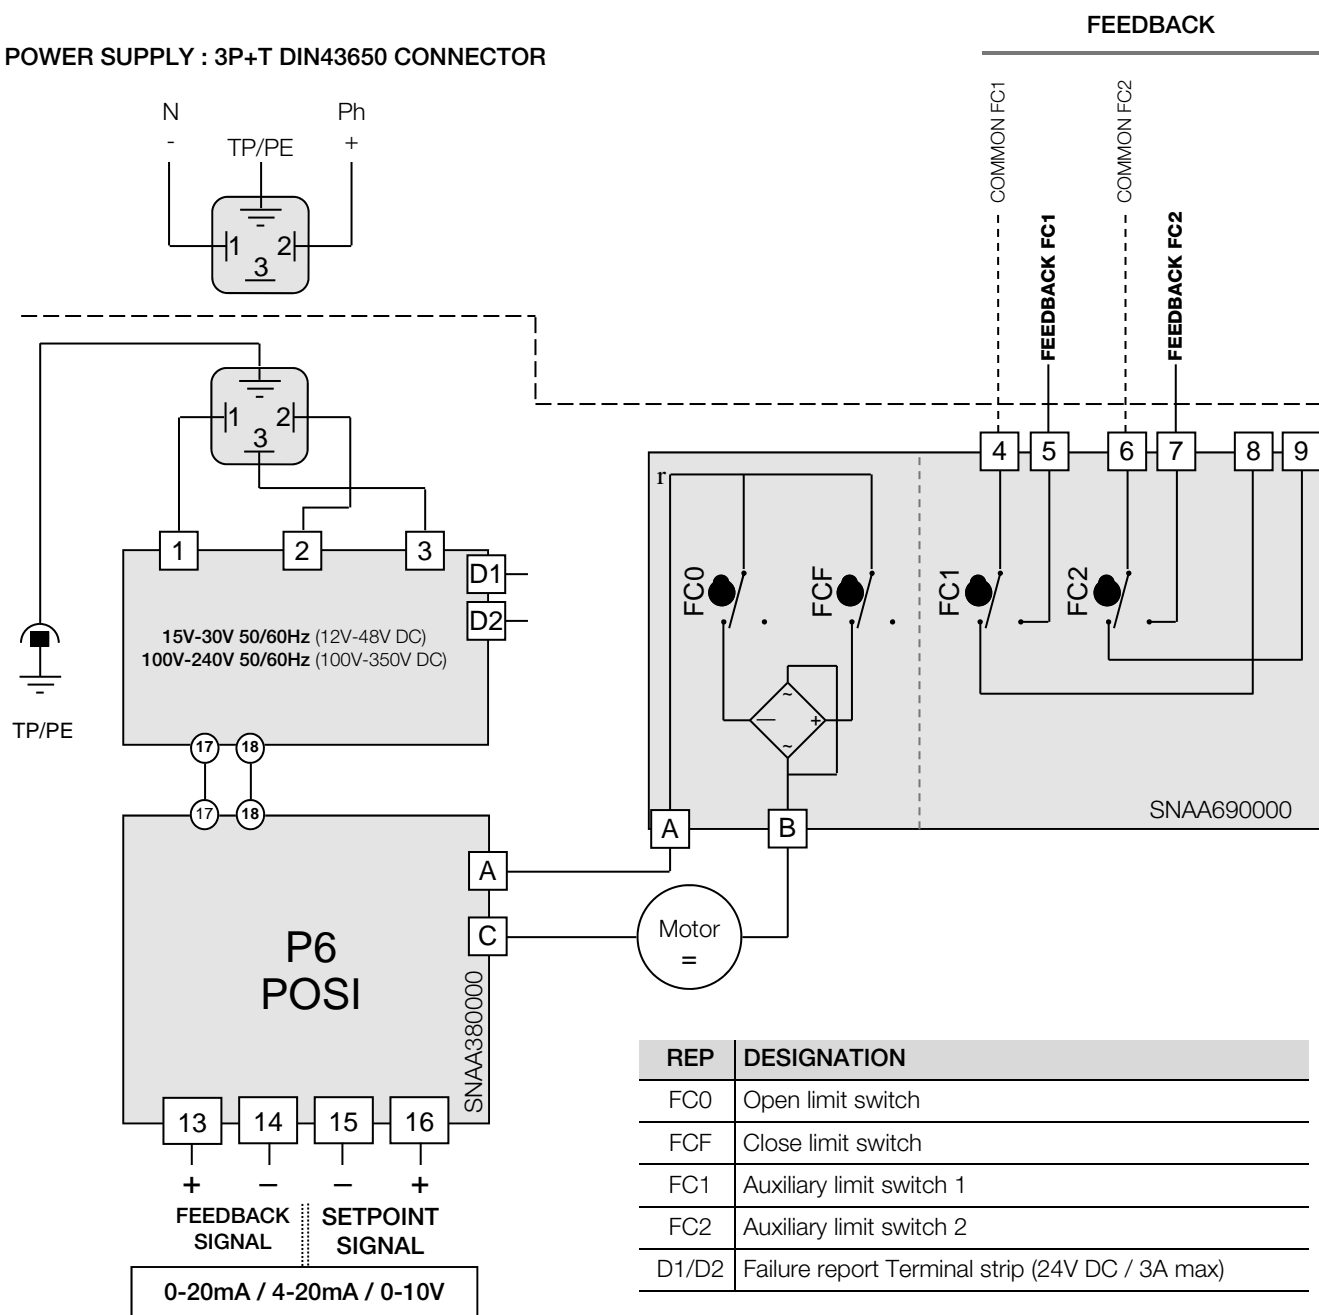 FEEDBACK
POWER SUPPLY : 3P+T DIN43650 CONNECTOR
N
Ph
-
TP/PE
+
1
2
3
COMMON FC1
FEEDBACK FC1
COMMON FC2
FEEDBACK FC2
1
2
3
4
5
6
7
8
9
r
1
2
3
D1
D2
15V-30V 50/60Hz (12V-48V DC)
100V-240V 50/60Hz (100V-350V DC)
TP/PE
FC0
FCF
FC1
FC2
~
—
+
~
17
18
17
18
SNAA690000
A
B
A
C
P6
POSI
SNAA380000
Motor
=
13
14
15
16
+
–
–
+
FEEDBACK
SIGNAL
SETPOINT
SIGNAL
0-20mA / 4-20mA / 0-10V
REP DESIGNATION
FC0 Open limit switch
FCF Close limit switch
FC1 Auxiliary limit switch 1
FC2 Auxiliary limit switch 2
D1/D2 Failure report Terminal strip (24V DC / 3A max)